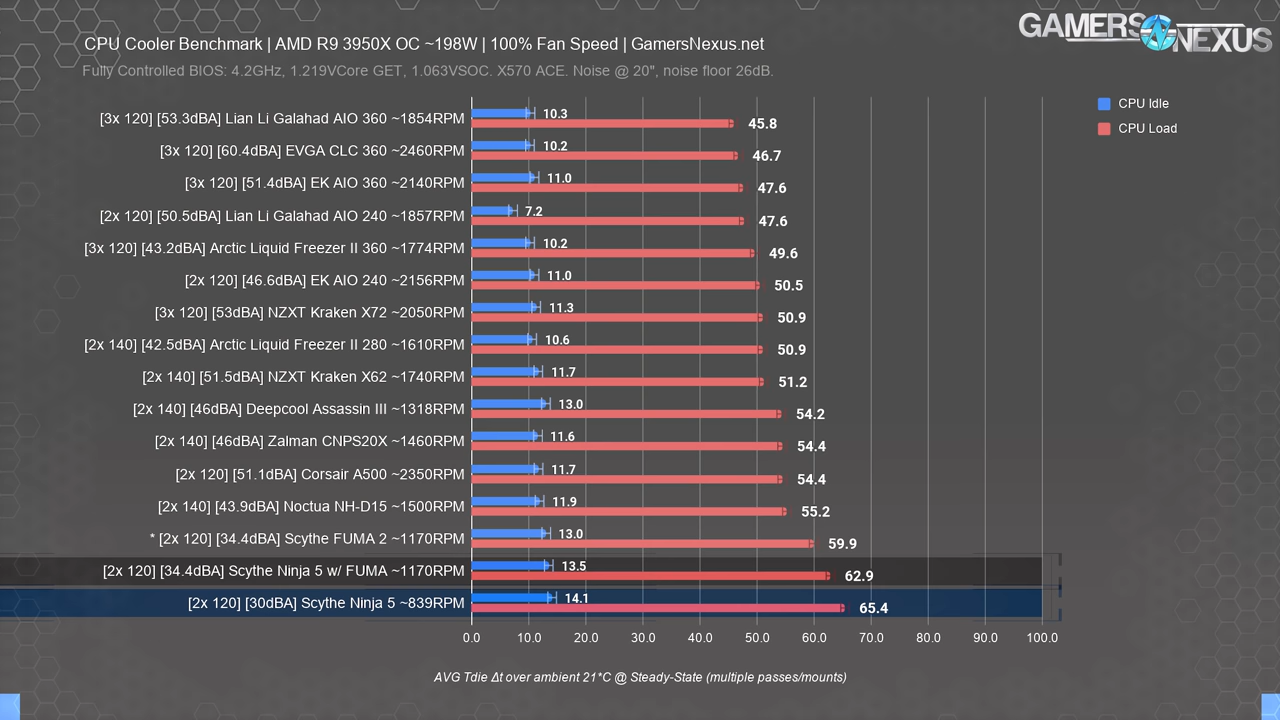 GAMERS NEXUS
CPU Cooler Benchmark | AMD R9 3950X OC ~198W | 100% Fan Speed | GamersNexus.net
Fully Controlled BIOS: 4.2GHz, 1.219VCore GET, 1.063VSOC. X570 ACE. Noise @ 20", noise floor 26dB.
CPU Idle
CPU Load
[3x 120] [53.3dBA] Lian Li Galahad AIO 360 ~1854RPM 10.3 45.8
[3x 120] [60.4dBA] EVGA CLC 360 ~2460RPM 10.2 46.7
[3x 120] [51.4dBA] EK AIO 360 ~2140RPM 11.0 47.6
[2x 120] [50.5dBA] Lian Li Galahad AIO 240 ~1857RPM 7.2 47.6
[3x 120] [43.2dBA] Arctic Liquid Freezer II 360 ~1774RPM 10.2 49.6
[2x 120] [46.6dBA] EK AIO 240 ~2156RPM 11.0 50.5
[3x 120] [53dBA] NZXT Kraken X72 ~2050RPM 11.3 50.9
[2x 140] [42.5dBA] Arctic Liquid Freezer II 280 ~1610RPM 10.6 50.9
[2x 140] [51.5dBA] NZXT Kraken X62 ~1740RPM 11.7 51.2
[2x 140] [46dBA] Deepcool Assassin III ~1318RPM 13.0 54.2
[2x 140] [46dBA] Zalman CNPS20X ~1460RPM 11.6 54.4
[2x 120] [51.1dBA] Corsair A500 ~2350RPM 11.7 54.4
[2x 140] [43.9dBA] Noctua NH-D15 ~1500RPM 11.9 55.2
* [2x 120] [34.4dBA] Scythe FUMA 2 ~1170RPM 13.0 59.9
[2x 120] [34.4dBA] Scythe Ninja 5 w/ FUMA ~1170RPM 13.5 62.9
[2x 120] [30dBA] Scythe Ninja 5 ~839RPM 14.1 65.4
0.0 10.0 20.0 30.0 40.0 50.0 60.0 70.0 80.0 90.0 100.0
AVG Tdie Δt over ambient 21*C @ Steady-State (multiple passes/mounts)